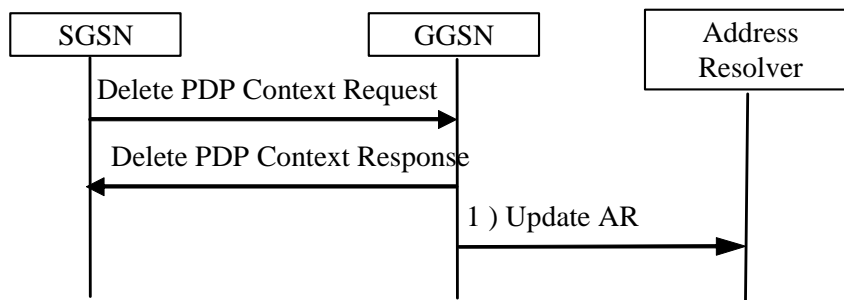 SGSN
GGSN
Address
Resolver
Delete PDP Context Request
Delete PDP Context Response
1 ) Update AR